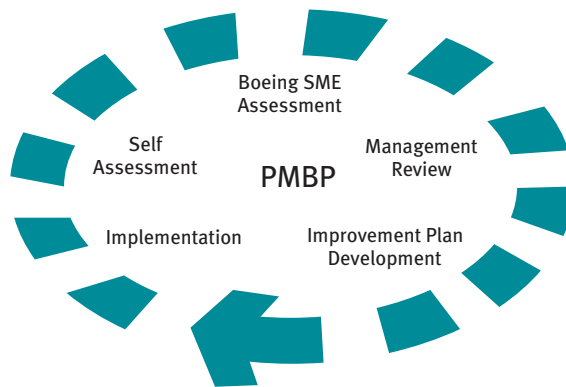 Boeing SME
Assessment
Self
Assessment
PMBP
Management
Review
Implementation
Improvement Plan
Development